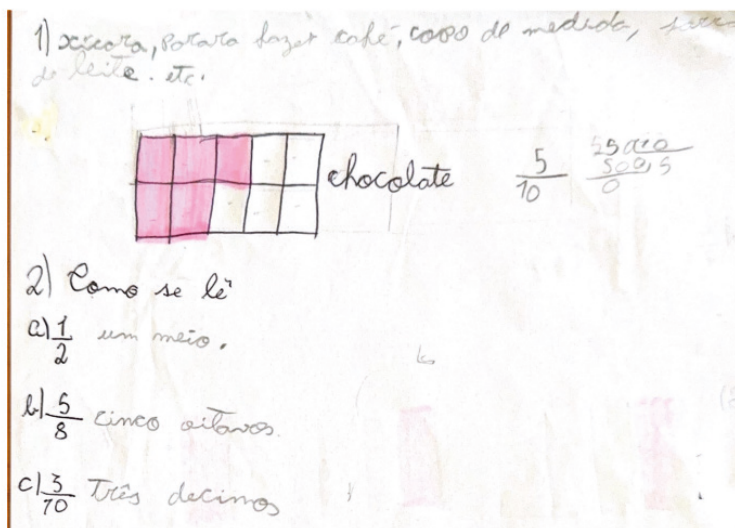 1) xícara, para fazer café, copo de medida,
de leite. etc.
chocolate
5/10
2) Como se lê
a) 1/2 um meio.
b) 5/8 cinco oitavos
c) 3/10 Três decimos